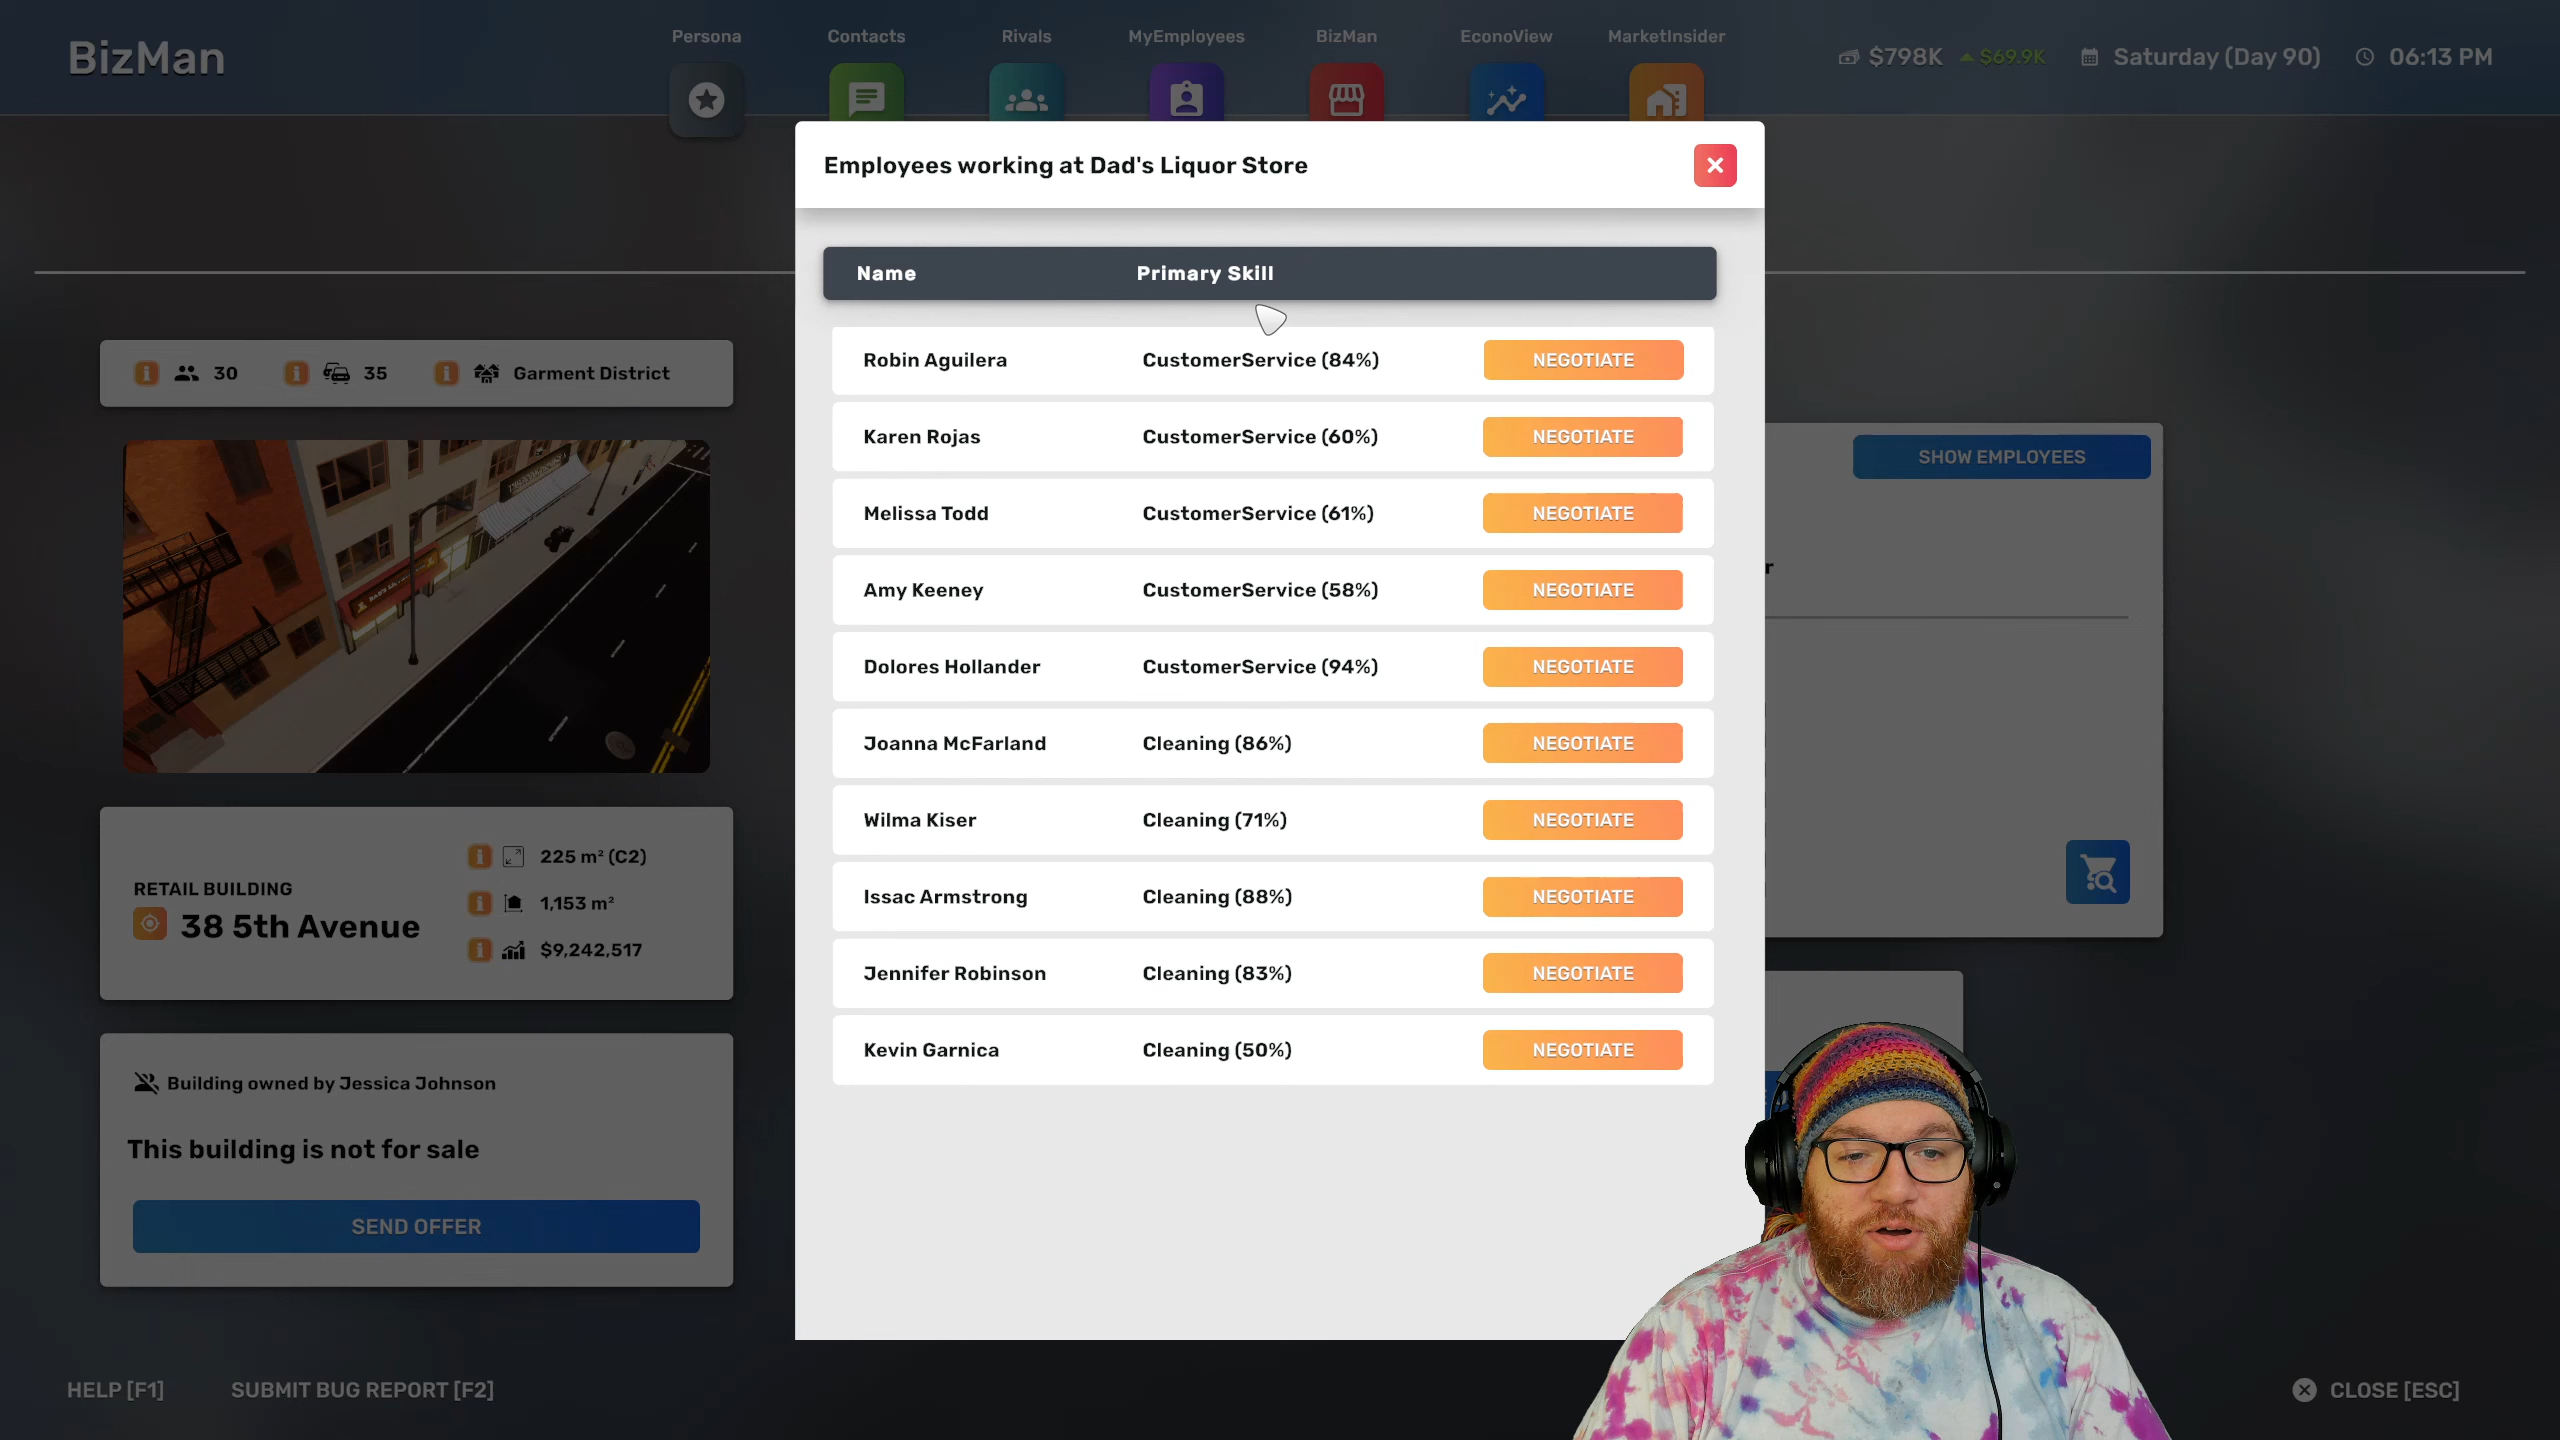 BizMan
Persona
Contacts
Rivals
MyEmployees
BizMan
EconoView
MarketInsider
$798K
$69.9K
Saturday (Day 90)
06:13 PM
Employees working at Dad's Liquor Store
Name Primary Skill
Robin Aguilera CustomerService (84%) NEGOTIATE
Karen Rojas CustomerService (60%) NEGOTIATE
Melissa Todd CustomerService (61%) NEGOTIATE
Amy Keeney CustomerService (58%) NEGOTIATE
Dolores Hollander CustomerService (94%) NEGOTIATE
Joanna McFarland Cleaning (86%) NEGOTIATE
Wilma Kiser Cleaning (71%) NEGOTIATE
Issac Armstrong Cleaning (88%) NEGOTIATE
Jennifer Robinson Cleaning (83%) NEGOTIATE
Kevin Garnica Cleaning (50%) NEGOTIATE
30
35
Garment District
RETAIL BUILDING
38 5th Avenue
225 m² (C2)
1,153 m²
$9,242,517
Building owned by Jessica Johnson
This building is not for sale
SEND OFFER
SHOW EMPLOYEES
r
HELP [F1]
SUBMIT BUG REPORT [F2]
CLOSE [ESC]